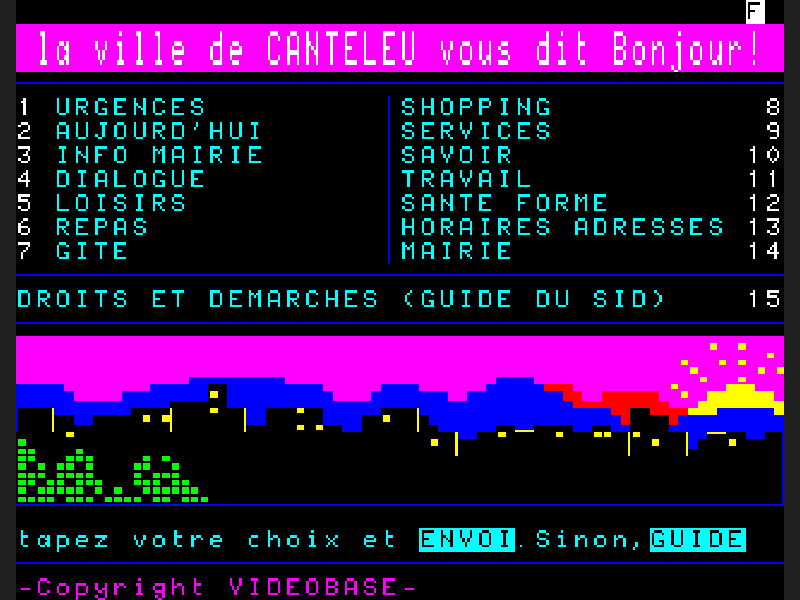 F
la ville de CANTELEU vous dit Bonjour!
1 URGENCES SHOPPING 8
2 AUJOURD'HUI SERVICES 9
3 INFO MAIRIE SAVOIR 10
4 DIALOGUE TRAVAIL 11
5 LOISIRS SANTE FORME 12
6 REPAS HORAIRES ADRESSES 13
7 GITE MAIRIE 14
DROITS ET DEMARCHES (GUIDE DU SID) 15
tapez votre choix et ENVOI.Sinon,GUIDE
-Copyright VIDEOBASE-